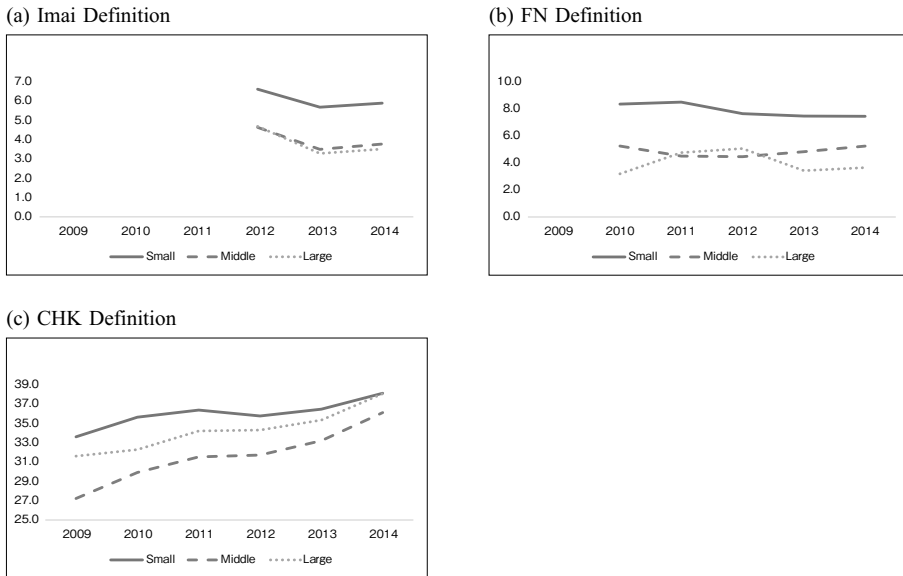 (a) Imai Definition
7.0
6.0
5.0
4.0
3.0
2.0
1.0
0.0
2009 2010 2011 2012 2013 2014
Small Middle Large
(b) FN Definition
10.0
8.0
6.0
4.0
2.0
0.0
2009 2010 2011 2012 2013 2014
Small Middle Large
(c) CHK Definition
39.0
37.0
35.0
33.0
31.0
29.0
27.0
25.0
2009 2010 2011 2012 2013 2014
Small Middle Large